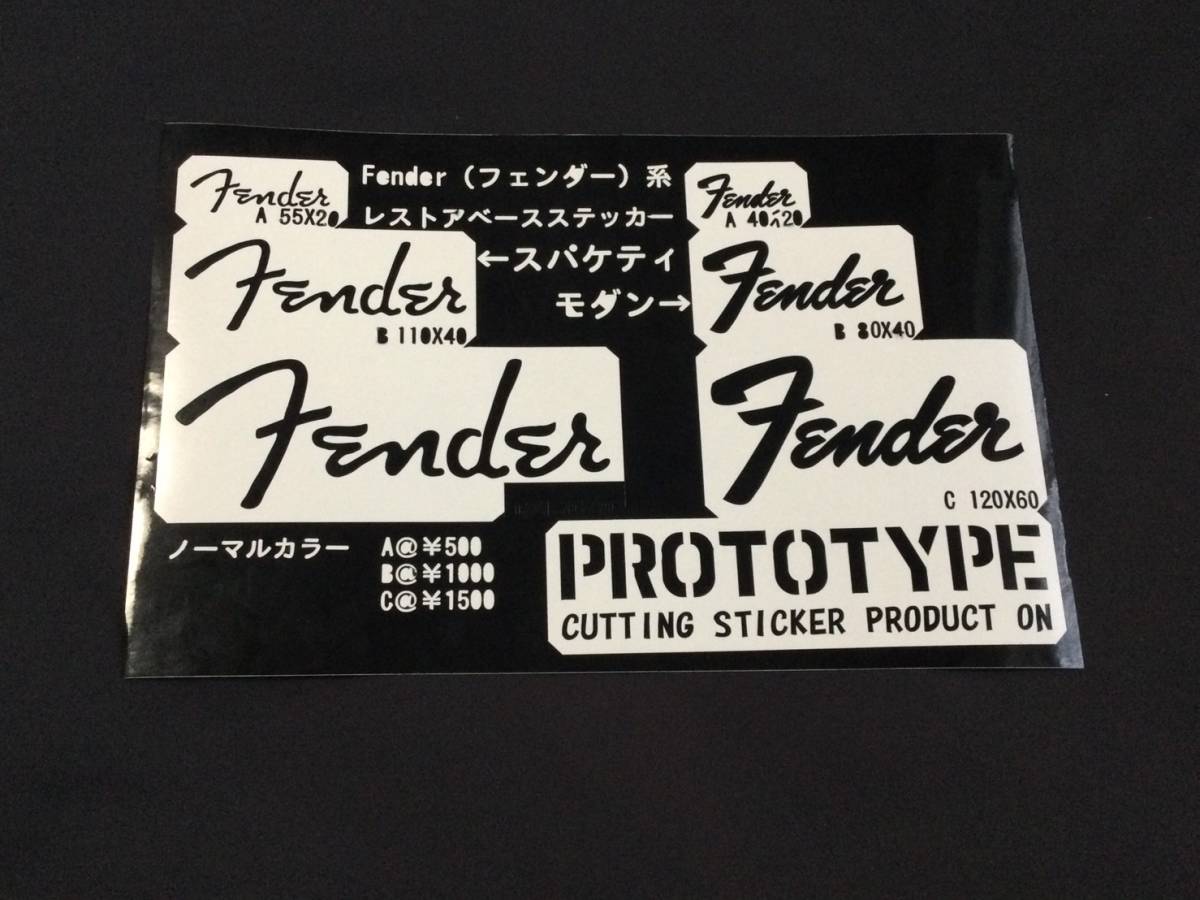 Fender
A 55X20
Fender（フェンダー）系
レストアベースステッカー
←スパケティ
モダン→
Fender
A 40X20
Fender
B 110X40
Fender
B 80X40
Fender
Fender
C 120X60
ノーマルカラー A@¥500
B@¥1000
C@¥1500
PROTOTYPE
CUTTING STICKER PRODUCT ON